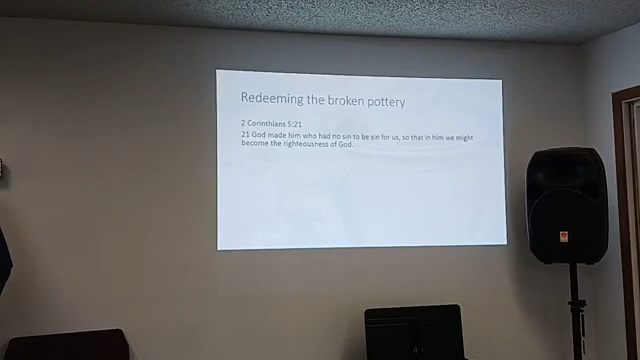 Redeeming the broken pottery
2 Corinthians 5:21
21 God made him who had no sin to be sin for us, so that in him we might
become the righteousness of God.